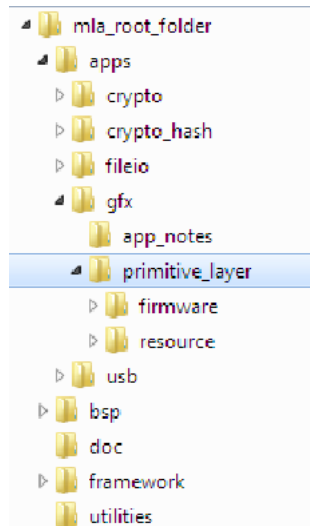 mla_root_folder
apps
crypto
crypto_hash
fileio
gfx
app_notes
primitive_layer
firmware
resource
usb
bsp
doc
framework
utilities